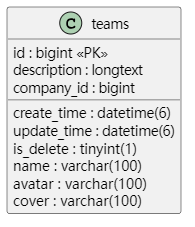 C teams
id : bigint «PK»
description : longtext
company_id : bigint
create_time : datetime(6)
update_time : datetime(6)
is_delete : tinyint(1)
name : varchar(100)
avatar : varchar(100)
cover : varchar(100)